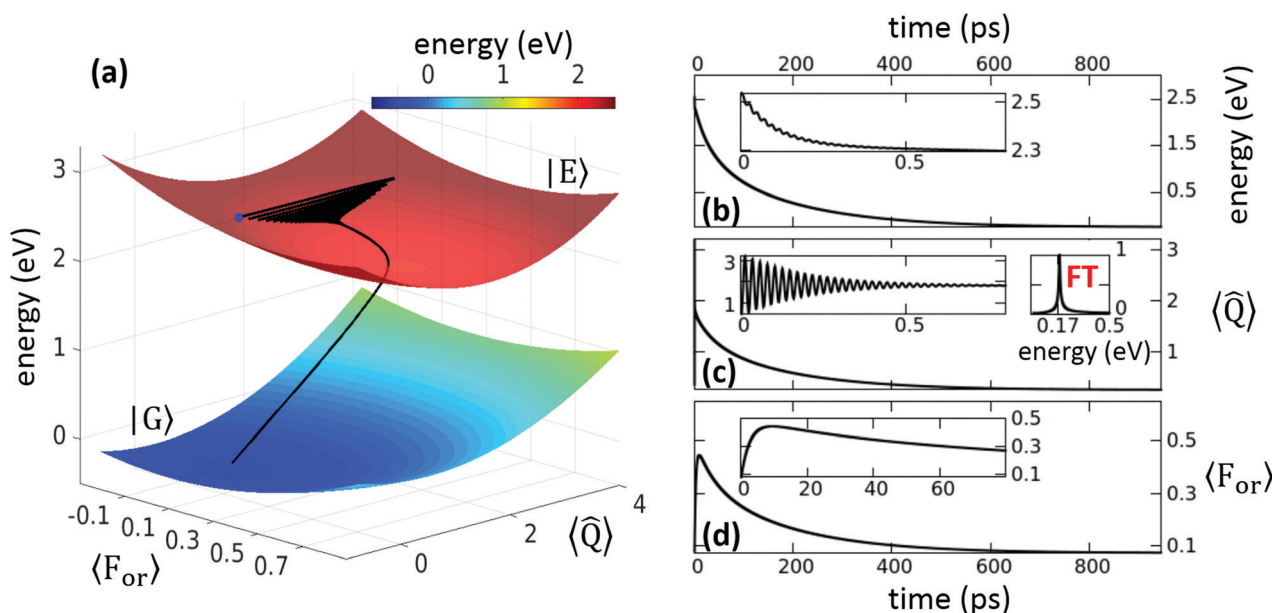 (a)
energy (eV)
0 1 2
|E⟩
3
2
1
0
energy (eV)
|G⟩
-0.1 0.1 0.3 0.5 0.7
⟨F_or⟩
0 2 4
⟨Q̂⟩
time (ps)
0 200 400 600 800
2.5
1.5
0.5
energy (eV)
2.5
2.3
0 0.5
(b)
3
2
1
⟨Q̂⟩
3
1
0 0.5
FT
1
0
0.17 0.5
energy (eV)
(c)
0.5
0.3
0.1
⟨F_or⟩
0.5
0.3
0.1
0 20 40 60
(d)
0 200 400 600 800
time (ps)